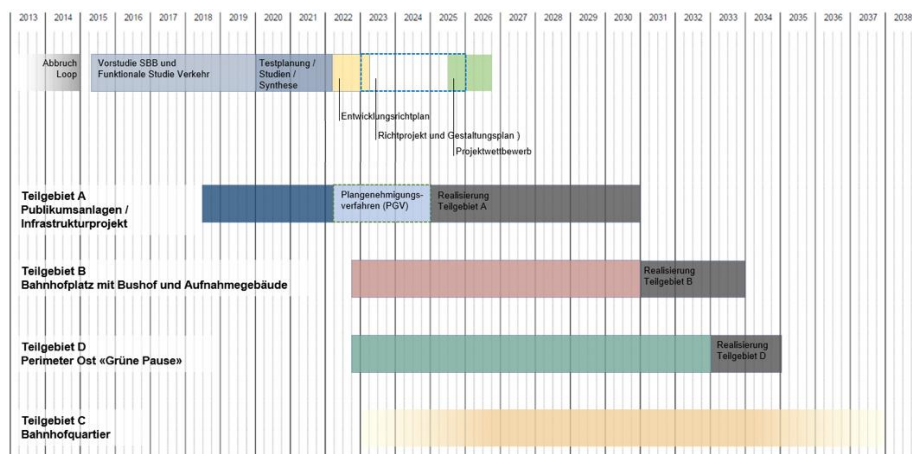 2013 2014 2015 2016 2017 2018 2019 2020 2021 2022 2023 2024 2025 2026 2027 2028 2029 2030 2031 2032 2033 2034 2035 2036 2037 2038
Abbruch
Loop
Vorstudie SBB und
Funktionale Studie Verkehr
Testplanung /
Studien /
Synthese
Entwicklungsrichtplan
Richtprojekt und Gestaltungsplan )
Projektwettbewerb
Teilgebiet A
Publikumsanlagen /
Infrastrukturprojekt
Plangenehmigungs-
verfahren (PGV)
Realisierung
Teilgebiet A
Teilgebiet B
Bahnhofplatz mit Bushof und Aufnahmegebäude
Realisierung
Teilgebiet B
Teilgebiet D
Perimeter Ost «Grüne Pause»
Realisierung
Teilgebiet D
Teilgebiet C
Bahnhofquartier